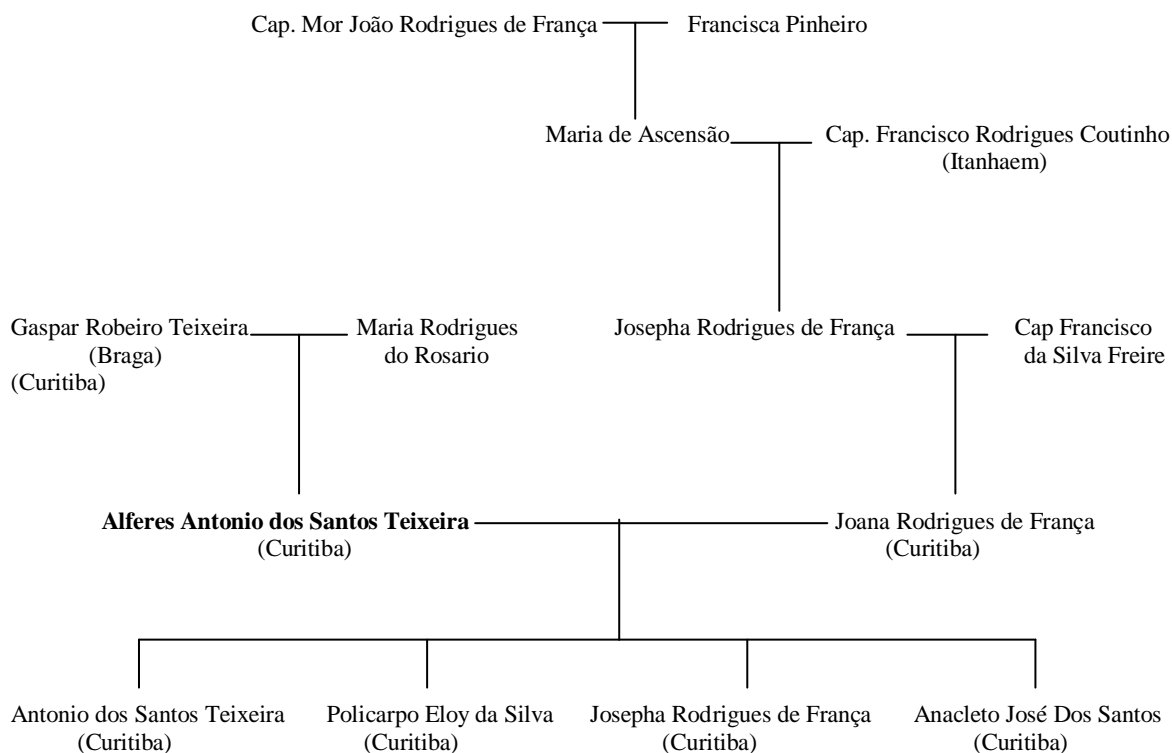 Cap. Mor João Rodrigues de França Francisca Pinheiro
Maria de Ascensão Cap. Francisco Rodrigues Coutinho
(Itanhaem)
Gaspar Robeiro Teixeira Maria Rodrigues Josepha Rodrigues de França Cap Francisco
(Braga) do Rosario da Silva Freire
(Curitiba)
Alferes Antonio dos Santos Teixeira Joana Rodrigues de França
(Curitiba) (Curitiba)
Antonio dos Santos Teixeira Policarpo Eloy da Silva Josepha Rodrigues de França Anacleto José Dos Santos
(Curitiba) (Curitiba) (Curitiba) (Curitiba)